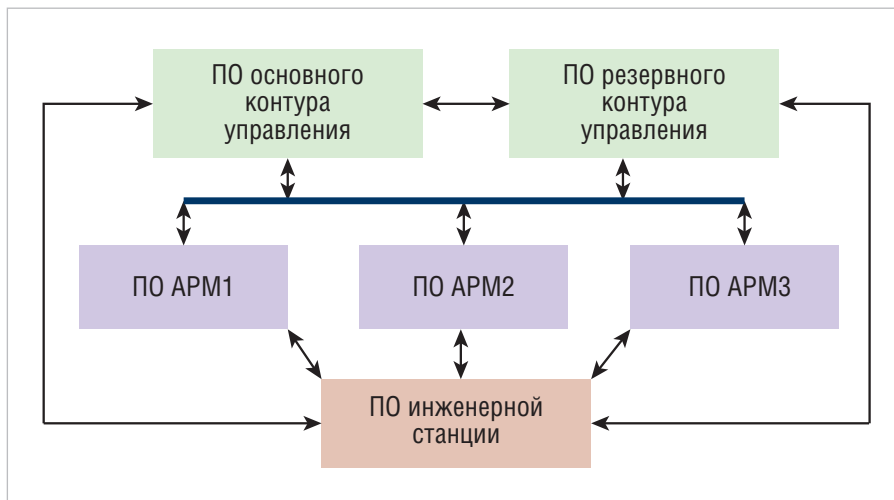 ПО основного
контура
управления
ПО резервного
контура
управления
ПО АРМ1
ПО АРМ2
ПО АРМ3
ПО инженерной
станции